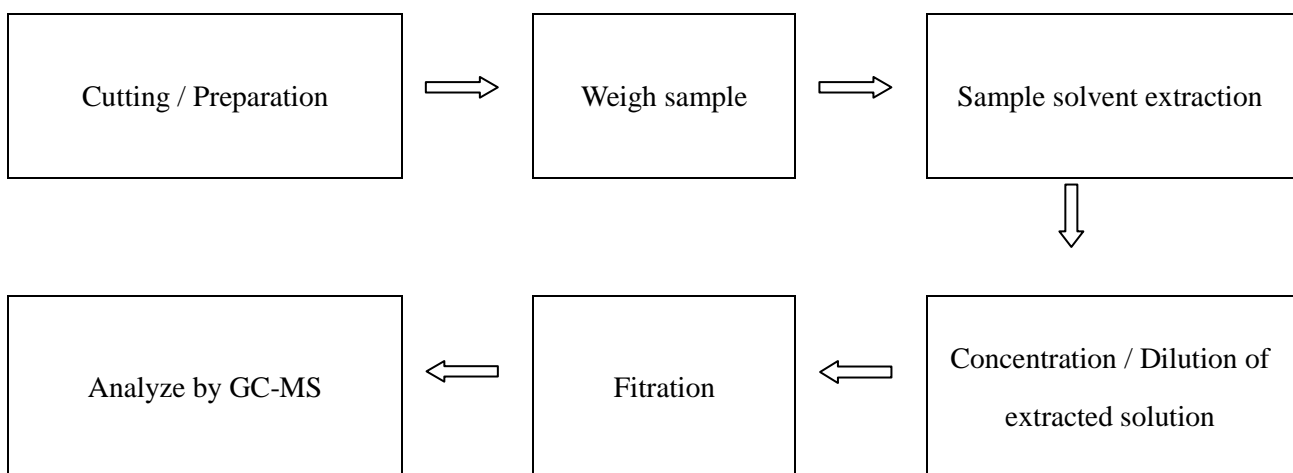 Cutting / Preparation
Weigh sample
Sample solvent extraction
Concentration / Dilution of
extracted solution
Fitration
Analyze by GC-MS